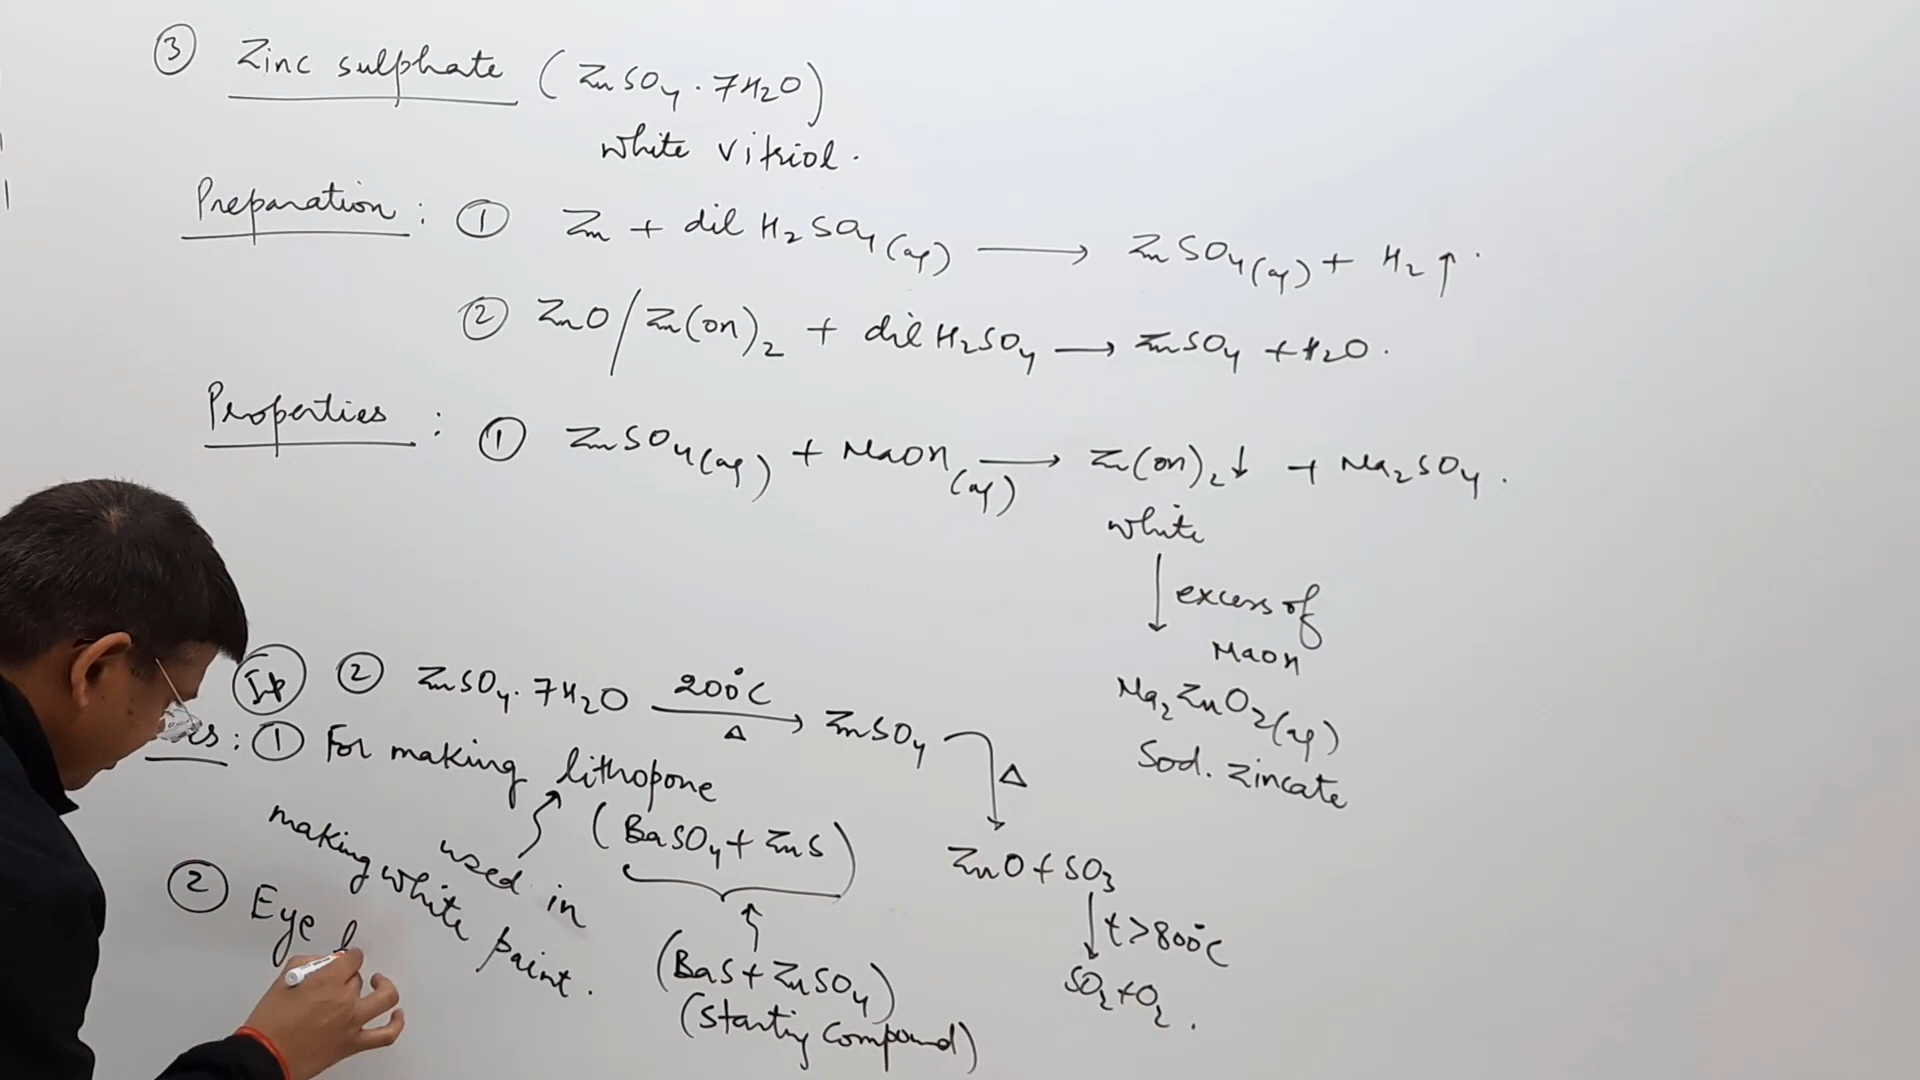 ③ Zinc sulphate (ZnSO₄·7H₂O)
white vitriol.
Preparation : ① Zn + dil H₂SO₄(aq) ⟶ ZnSO₄(aq) + H₂↑.
② ZnO/Zn(OH)₂ + dil H₂SO₄ ⟶ ZnSO₄ + H₂O.
Properties : ① ZnSO₄(aq) + NaOH(aq) ⟶ Zn(OH)₂↓ + Na₂SO₄.
white
↓ excess of
NaOH
Na₂ZnO₂(aq)
Sod. zincate
② ZnSO₄·7H₂O 200°C ⟶ Δ ZnSO₄
Δ
ZnO + SO₃
↓ t > 800°C
SO₂ + O₂.
: ① For making lithopone
(BaSO₄ + ZnS)
(BaS + ZnSO₄)
(Starting compound)
used in
making white paint.
② Eye